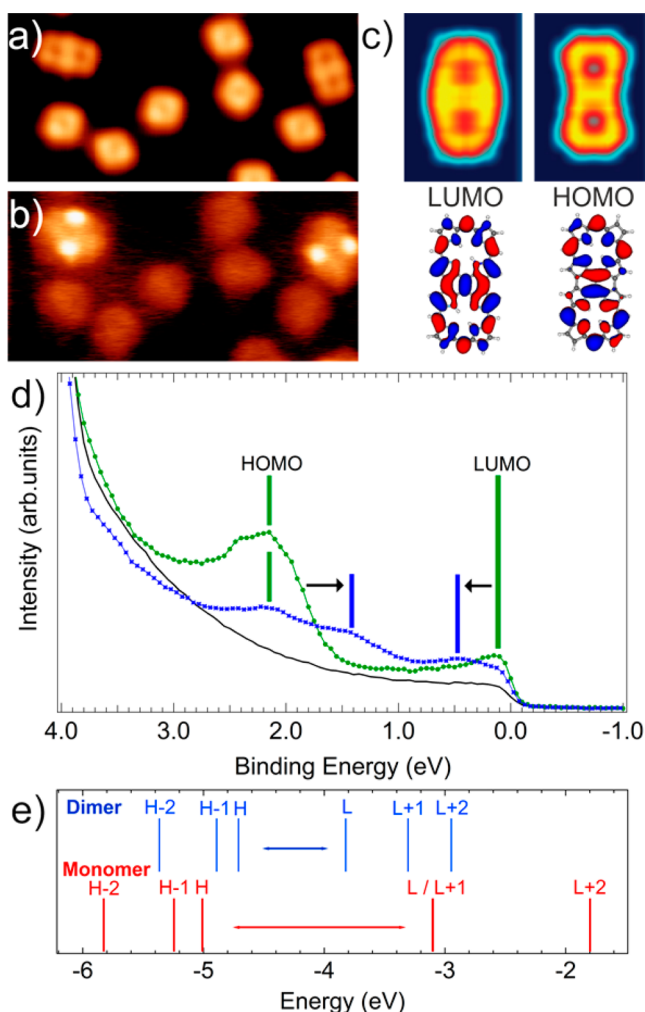 a)
c)
b)
LUMO HOMO
d)
HOMO LUMO
Intensity (arb.units)
4.0 3.0 2.0 1.0 0.0 -1.0
Binding Energy (eV)
e)
Dimer H-2 H-1 H L L+1 L+2
Monomer
H-2 H-1 H L / L+1 L+2
-6 -5 -4 -3 -2
Energy (eV)